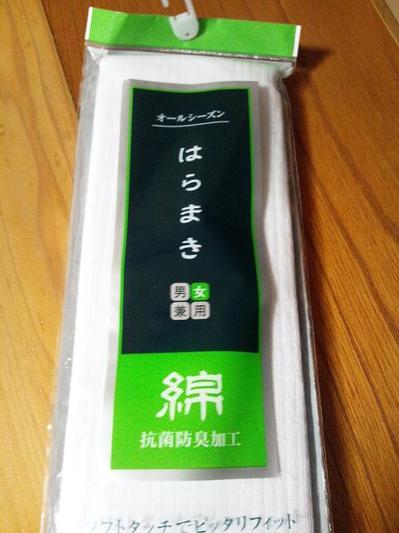 オールシーズン
はらまき
男女
兼用
綿
抗菌防臭加工
ソフトタッチでピッタリフィット